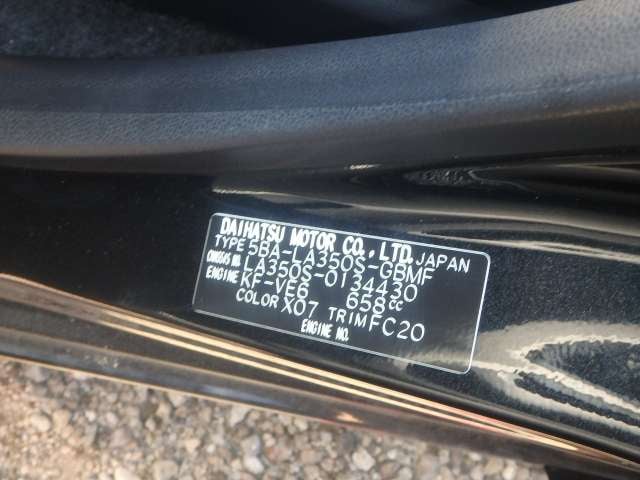 DAIHATSU MOTOR CO., LTD. JAPAN
TYPE 5BA-LA350S-GBMF
CHASSIS NO. LA350S-0134430
ENGINE KF-VE6 658cc
COLOR X07 TRIM FC20
ENGINE NO.